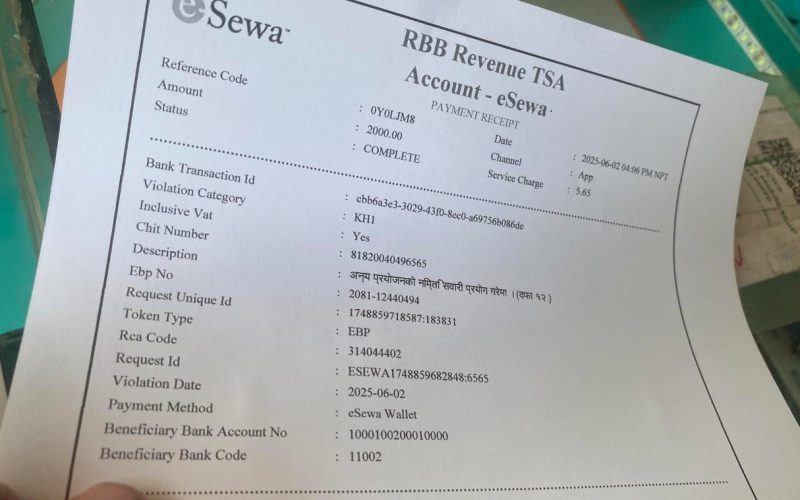 eSewa™
RBB Revenue TSA
Account - eSewa
PAYMENT RECEIPT
Reference Code : 0Y0LJM8
Amount : 2000.00
Status : COMPLETE
Date : 2025-06-02 04:06 PM NPT
Channel : App
Service Charge : 5.65
Bank Transaction Id : cbb6a3e3-3029-43f0-8cc0-a69756b086de
Violation Category : KH1
Inclusive Vat : Yes
Chit Number : 81820040496565
Description : अन्य प्रयोजनको निम्ति सवारी प्रयोग गरेमा ।(दफा १२)
Ebp No : 2081-12440494
Request Unique Id : 1748859718587:183831
Token Type : EBP
Rca Code : 314044402
Request Id : ESEWA1748859682848:6565
Violation Date : 2025-06-02
Payment Method : eSewa Wallet
Beneficiary Bank Account No : 1000100200010000
Beneficiary Bank Code : 11002